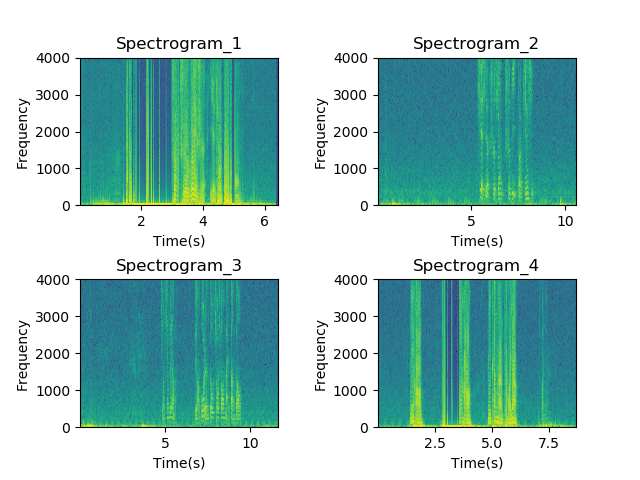 Spectrogram_1
4000
3000
2000
1000
0
Frequency
2
4
6
Time(s)
Spectrogram_2
4000
3000
2000
1000
0
Frequency
5
10
Time(s)
Spectrogram_3
4000
3000
2000
1000
0
Frequency
5
10
Time(s)
Spectrogram_4
4000
3000
2000
1000
0
Frequency
2.5
5.0
7.5
Time(s)